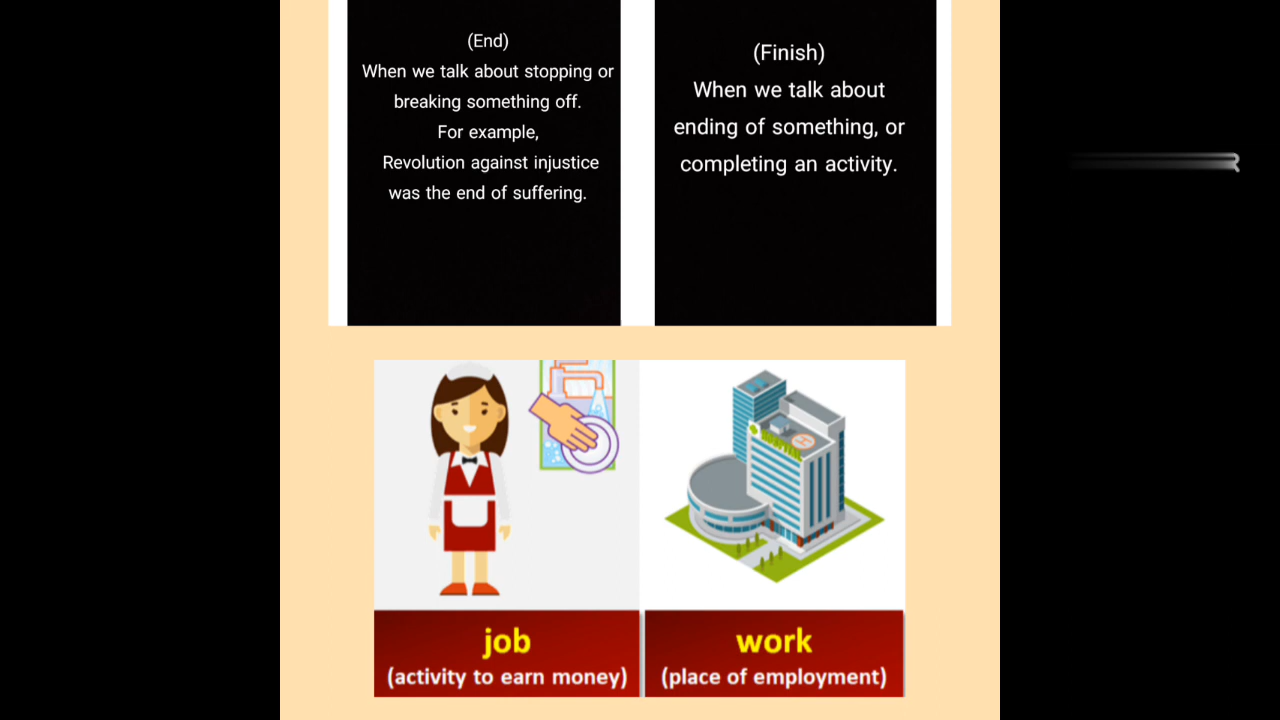 (End)
When we talk about stopping or
breaking something off.
For example,
Revolution against injustice
was the end of suffering.
(Finish)
When we talk about
ending of something, or
completing an activity.
job
(activity to earn money)
work
(place of employment)